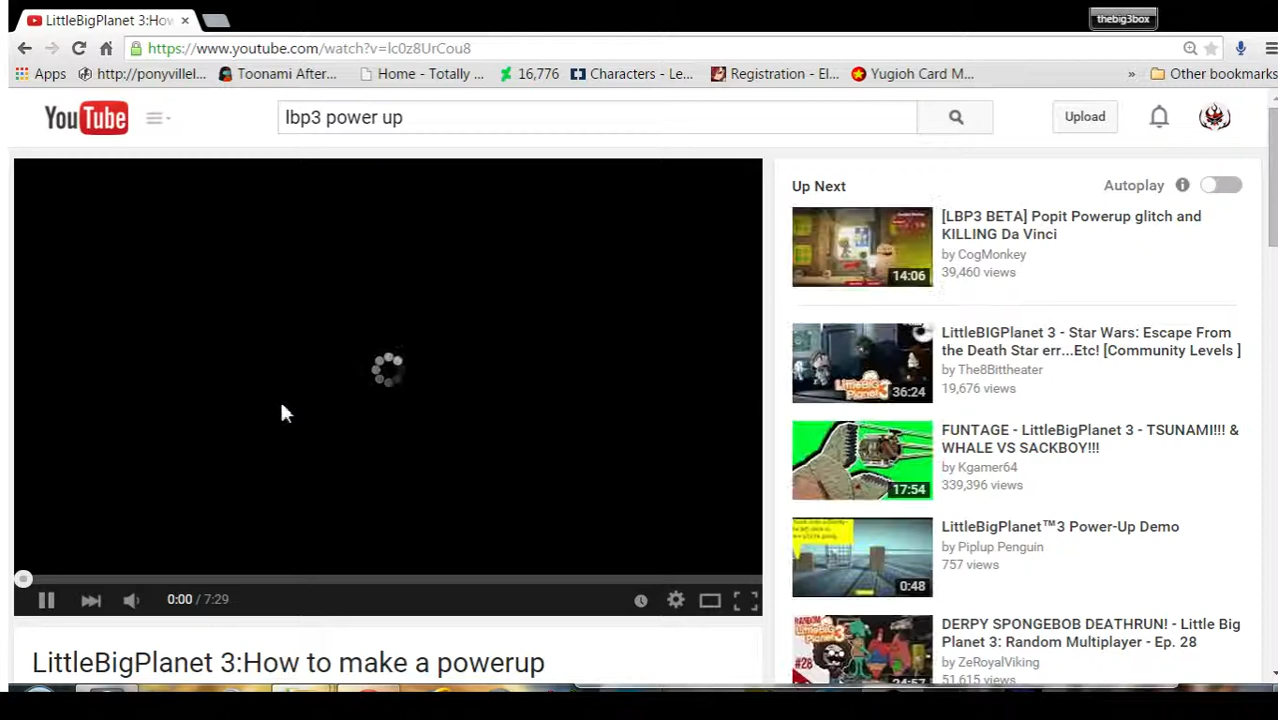 LittleBigPlanet 3:How
thebig3box
https://www.youtube.com/watch?v=lc0z8UrCou8
Apps http://ponyvillel... Toonami After... Home - Totally ... 16,776 Characters - Le... Registration - El... Yugioh Card M... » Other bookmarks
YouTube
lbp3 power up
Upload
Up Next
Autoplay
[LBP3 BETA] Popit Powerup glitch and
KILLING Da Vinci
by CogMonkey
39,460 views
14:06
LittleBIGPlanet 3 - Star Wars: Escape From
the Death Star err...Etc! [Community Levels ]
by The8Bittheater
19,676 views
36:24
FUNTAGE - LittleBigPlanet 3 - TSUNAMI!!! &
WHALE VS SACKBOY!!!
by Kgamer64
339,396 views
17:54
LittleBigPlanet™3 Power-Up Demo
by Piplup Penguin
757 views
0:48
DERPY SPONGEBOB DEATHRUN! - Little Big
Planet 3: Random Multiplayer - Ep. 28
by ZeRoyalViking
51,615 views
24:57
#28
0:00 / 7:29
LittleBigPlanet 3:How to make a powerup